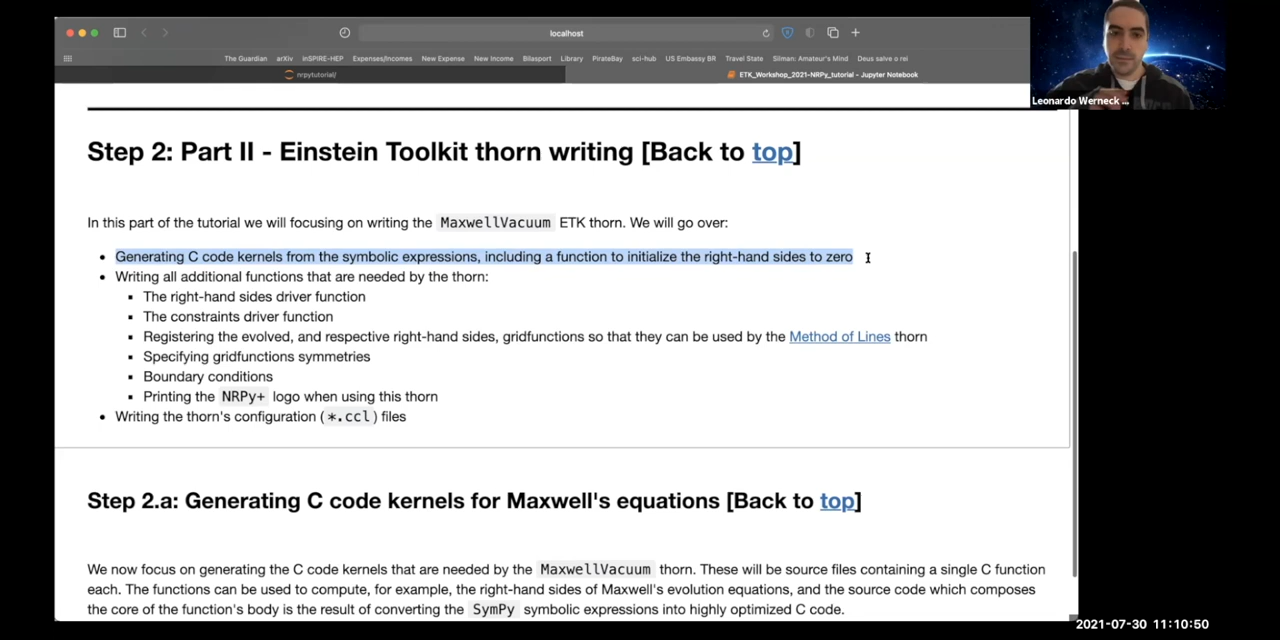 localhost
The Guardian arXiv INSPIRE-HEP Expenses/Incomes New Expense New Income Bilasport Library PirateBay sci-hub US Embassy BR Travel State Silman: Amateur's Mind Deus salve o rei
nrpytutorial/ ETK_Workshop_2021-NRPy_tutorial - Jupyter Notebook
Leonardo Werneck ...
Step 2: Part II - Einstein Toolkit thorn writing [Back to top]
In this part of the tutorial we will focusing on writing the MaxwellVacuum ETK thorn. We will go over:
• Generating C code kernels from the symbolic expressions, including a function to initialize the right-hand sides to zero
• Writing all additional functions that are needed by the thorn:
▪ The right-hand sides driver function
▪ The constraints driver function
▪ Registering the evolved, and respective right-hand sides, gridfunctions so that they can be used by the Method of Lines thorn
▪ Specifying gridfunctions symmetries
▪ Boundary conditions
▪ Printing the NRPy+ logo when using this thorn
• Writing the thorn's configuration (*.ccl) files
Step 2.a: Generating C code kernels for Maxwell's equations [Back to top]
We now focus on generating the C code kernels that are needed by the MaxwellVacuum thorn. These will be source files containing a single C function
each. The functions can be used to compute, for example, the right-hand sides of Maxwell's evolution equations, and the source code which composes
the core of the function's body is the result of converting the SymPy symbolic expressions into highly optimized C code.
2021-07-30 11:10:50